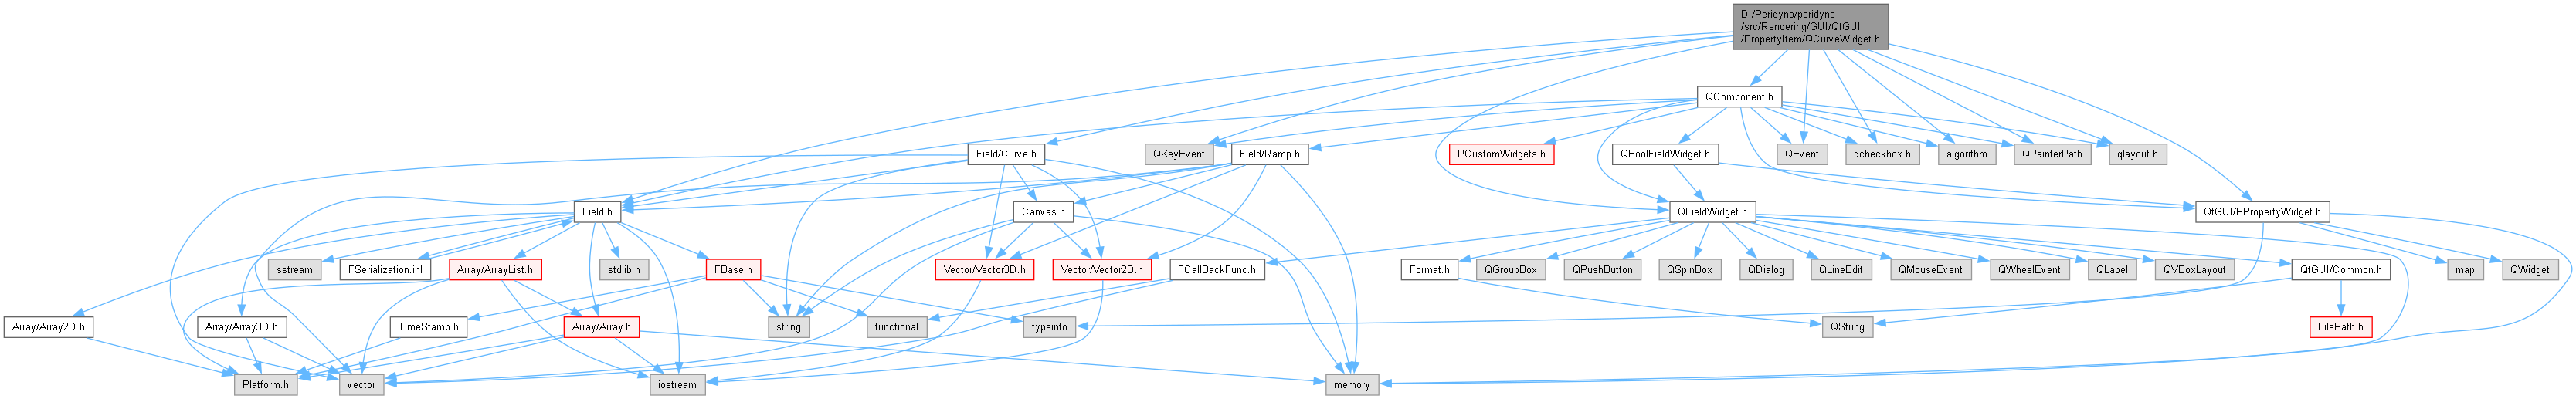 D:/Peridyno/peridyno
/src/Rendering/GUI/QtGUI
/PropertyItem/QCurveWidget.h
QComponent.h
Field/Curve.h
QKeyEvent
Field/Ramp.h
PCustomWidgets.h
QBoolFieldWidget.h
QEvent
qcheckbox.h
algorithm
QPainterPath
qlayout.h
Field.h
Canvas.h
QFieldWidget.h
QtGUI/PPropertyWidget.h
sstream
FSerialization.inl
Array/ArrayList.h
stdlib.h
FBase.h
Vector/Vector3D.h
Vector/Vector2D.h
FCallBackFunc.h
Format.h
QGroupBox
QPushButton
QSpinBox
QDialog
QLineEdit
QMouseEvent
QWheelEvent
QLabel
QVBoxLayout
QtGUI/Common.h
map
QWidget
Array/Array2D.h
Array/Array3D.h
TimeStamp.h
Array/Array.h
string
functional
typeinfo
QString
FilePath.h
Platform.h
vector
iostream
memory